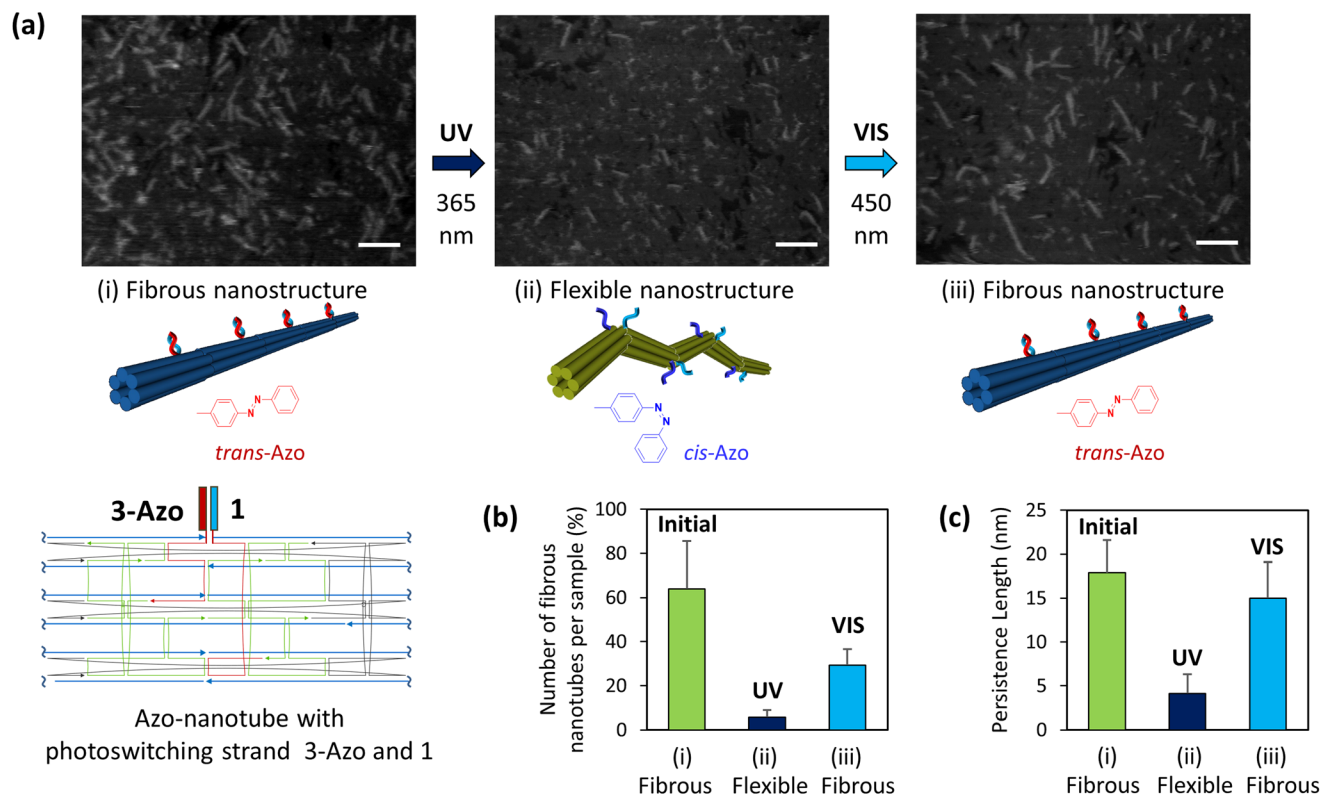 (a)
UV
365
nm
VIS
450
nm
(i) Fibrous nanostructure
(ii) Flexible nanostructure
(iii) Fibrous nanostructure
N
N
trans-Azo
N
N
cis-Azo
N
N
trans-Azo
3-Azo
1
Azo-nanotube with
photoswitching strand 3-Azo and 1
(b)
Number of fibrous
nanotubes per sample (%)
100
80
60
40
20
0
Initial
UV
VIS
(i)
Fibrous
(ii)
Flexible
(iii)
Fibrous
(c)
Persistence Length (nm)
25
20
15
10
5
0
Initial
UV
VIS
(i)
Fibrous
(ii)
Flexible
(iii)
Fibrous